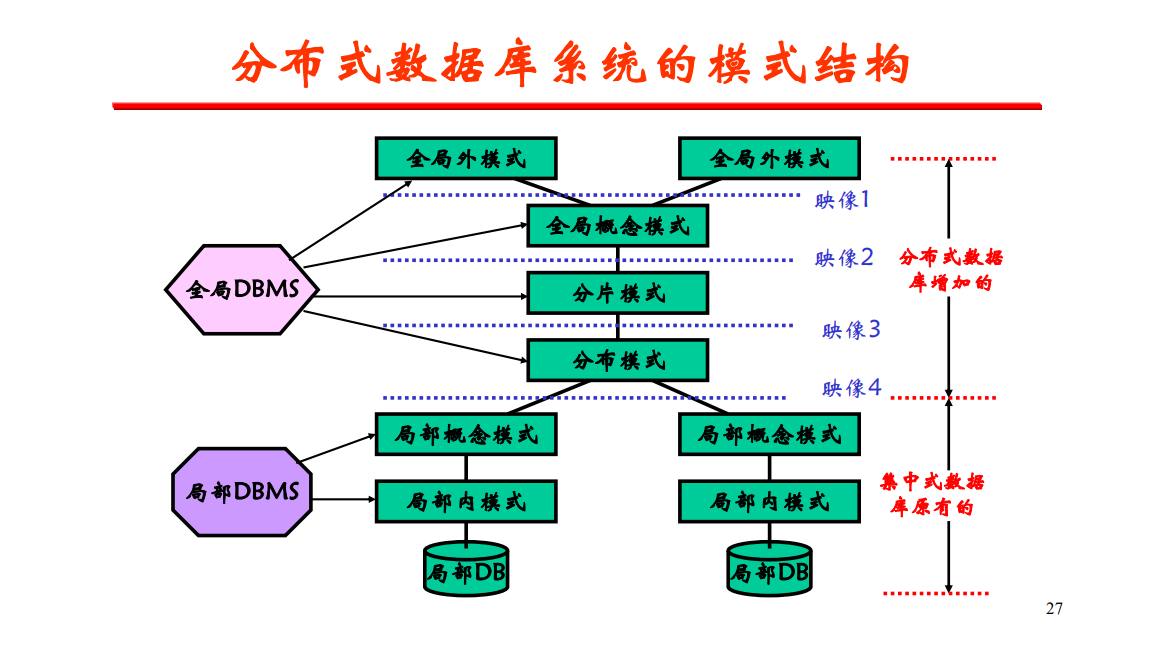 分布式数据库系统的模式结构
全局外模式
全局外模式
映像1
全局概念模式
映像2
分布式数据
库增加的
全局DBMS
分片模式
映像3
分布模式
映像4
局部概念模式
局部概念模式
局部DBMS
局部内模式
局部内模式
集中式数据
库原有的
局部DB
局部DB
27